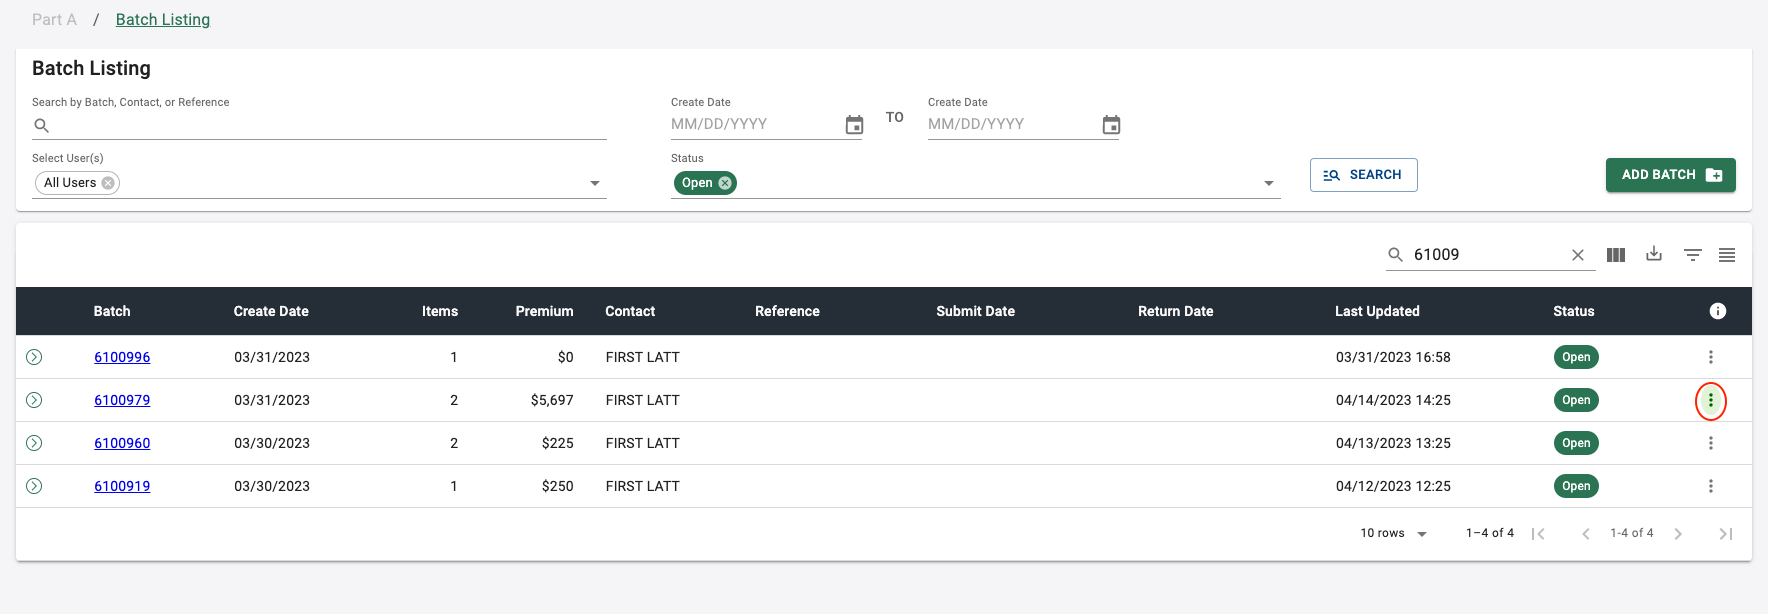 Part A / Batch Listing
Batch Listing
Search by Batch, Contact, or Reference Create Date Create Date
MM/DD/YYYY TO MM/DD/YYYY
Select User(s) Status
All Users Open SEARCH ADD BATCH
61009
Batch Create Date Items Premium Contact Reference Submit Date Return Date Last Updated Status
6100996 03/31/2023 1 $0 FIRST LATT 03/31/2023 16:58 Open
6100979 03/31/2023 2 $5,697 FIRST LATT 04/14/2023 14:25 Open
6100960 03/30/2023 2 $225 FIRST LATT 04/13/2023 13:25 Open
6100919 03/30/2023 1 $250 FIRST LATT 04/12/2023 12:25 Open
10 rows 1–4 of 4 1-4 of 4